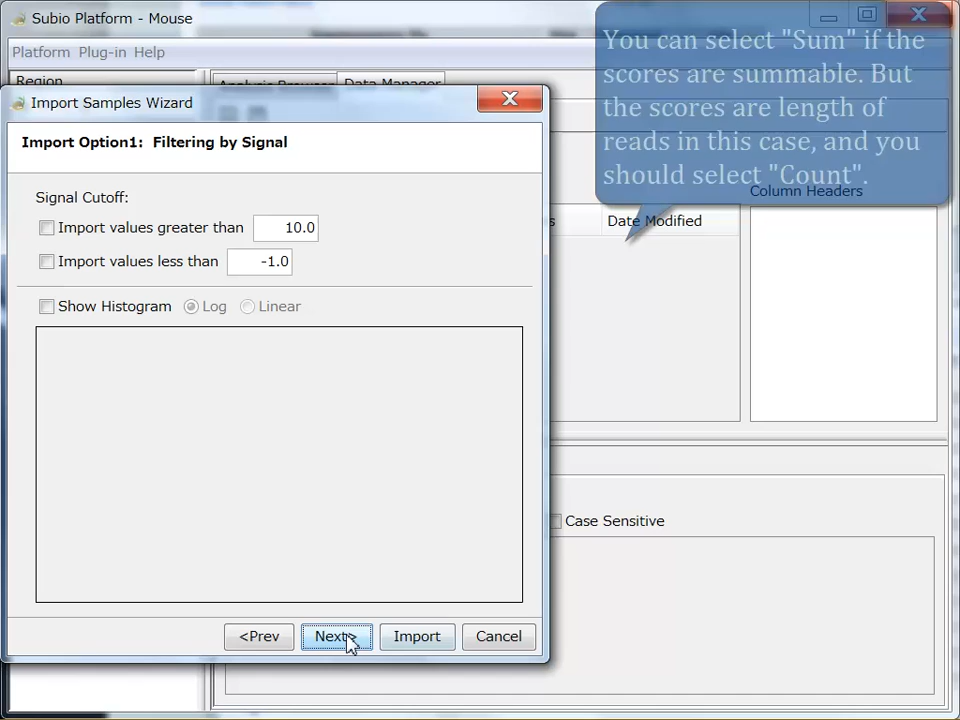 Subio Platform - Mouse
Platform Plug-in Help
Region
Analysis Browser Data Manager
Import Samples Wizard
Import Option1: Filtering by Signal
Signal Cutoff:
Import values greater than 10.0
Import values less than -1.0
Show Histogram Log Linear
<Prev Next> Import Cancel
You can select "Sum" if the
scores are summable. But
the scores are length of
reads in this case, and you
should select "Count".
Column Headers
Date Modified
Case Sensitive